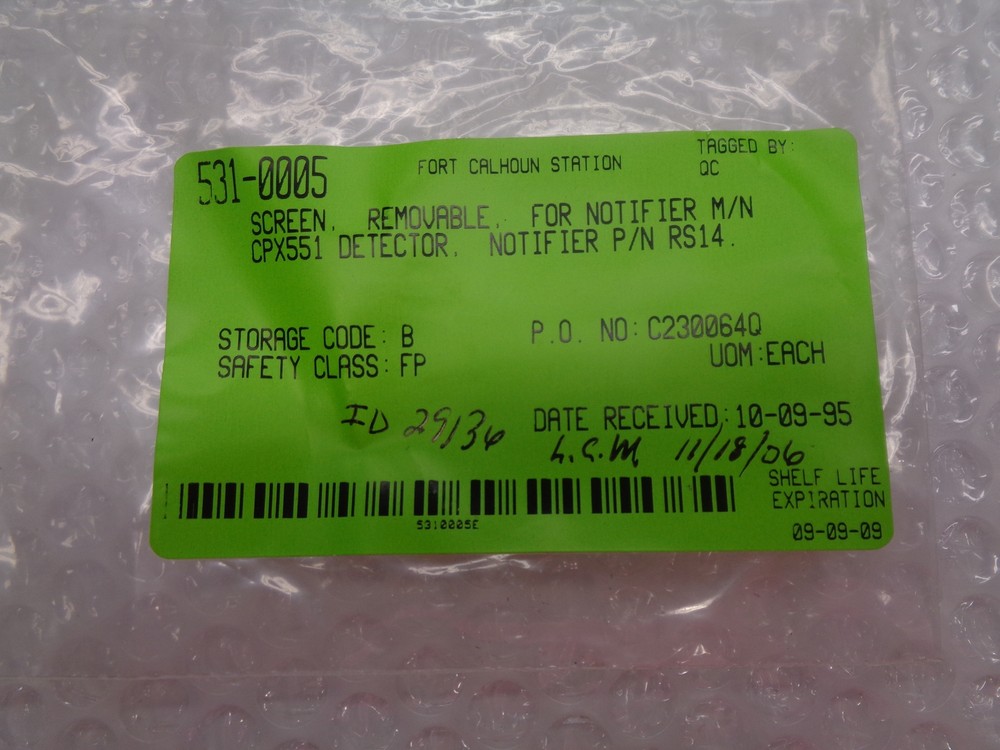 531-0005
FORT CALHOUN STATION
TAGGED BY:
QC
SCREEN, REMOVABLE, FOR NOTIFIER M/N
CPX551 DETECTOR, NOTIFIER P/N RS14.
STORAGE CODE: B
P.O. NO: C230064Q
SAFETY CLASS: FP
UOM: EACH
ID 29136
DATE RECEIVED: 10-09-95
L.G.M 11/18/06
SHELF LIFE
EXPIRATION
5310005E
09-09-09